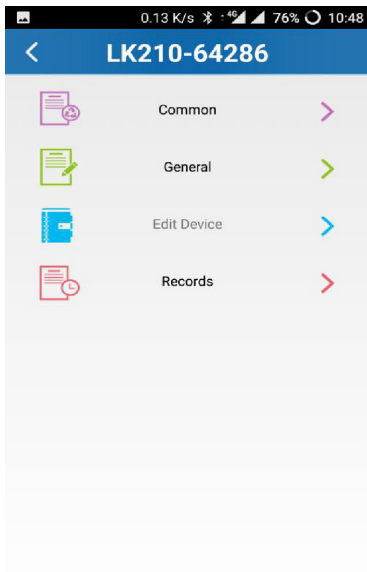 0.13 K/s 4G 76% 10:48
LK210-64286
Common
General
Edit Device
Records